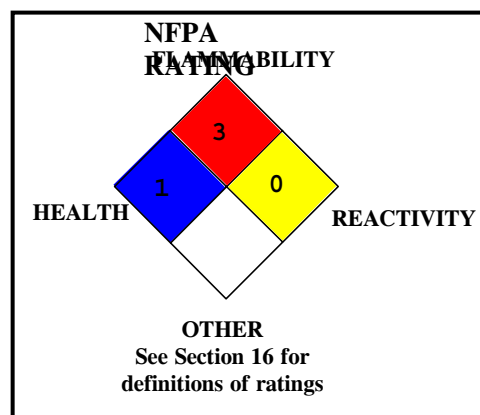 NFPA
RATING
FLAMMABILITY
3
1
0
HEALTH
REACTIVITY
OTHER
See Section 16 for
definitions of ratings